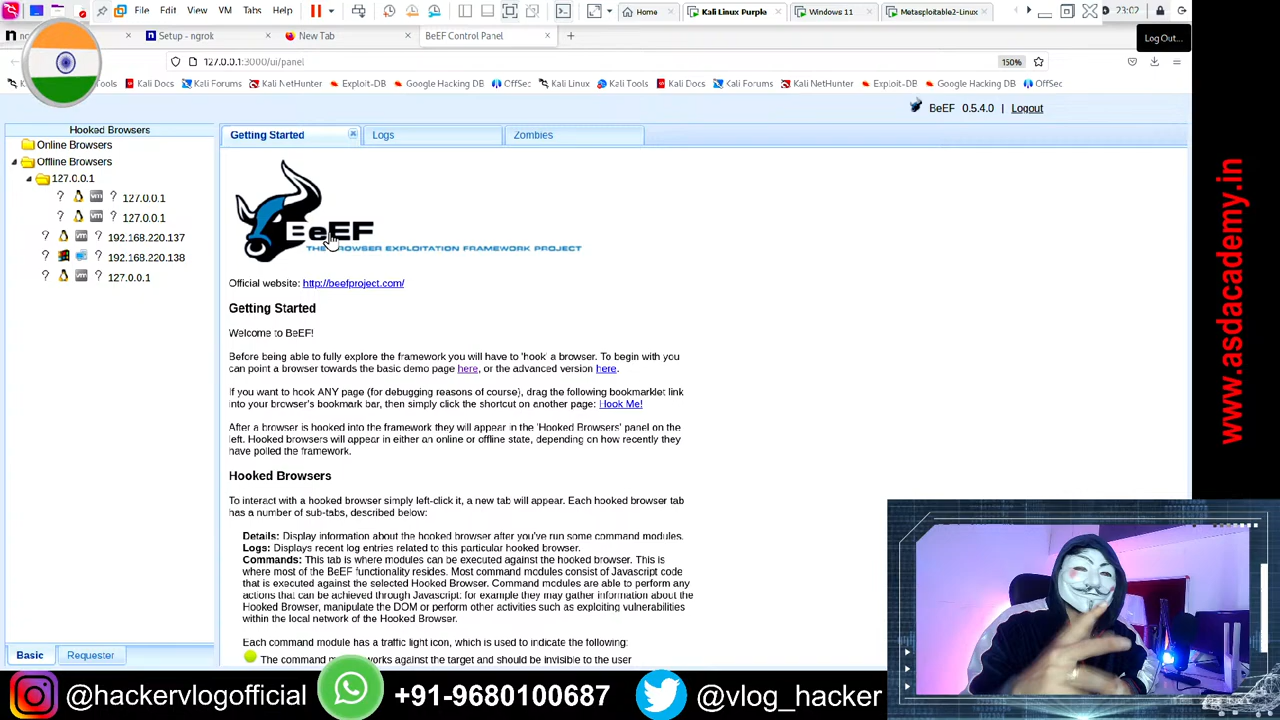 File Edit View VM Tabs Help Home Kali Linux Purple Windows 11 Metasploitable2-Linux 23:02
Setup – ngrok New Tab BeEF Control Panel Log Out...
127.0.0.1:3000/ui/panel 150%
Tools Kali Docs Kali Forums Kali NetHunter Exploit-DB Google Hacking DB OffSec Kali Linux Kali Tools Kali Docs Kali Forums Kali NetHunter Exploit-DB Google Hacking DB OffSec
BeEF 0.5.4.0 | Logout
Hooked Browsers
Online Browsers
Offline Browsers
127.0.0.1
? ? 127.0.0.1
? ? 127.0.0.1
? 192.168.220.137
? 192.168.220.138
? 127.0.0.1
Basic Requester
Getting Started Logs Zombies
BeEF
THE BROWSER EXPLOITATION FRAMEWORK PROJECT
Official website: http://beefproject.com/
Getting Started
Welcome to BeEF!
Before being able to fully explore the framework you will have to 'hook' a browser. To begin with you
can point a browser towards the basic demo page here, or the advanced version here.
If you want to hook ANY page (for debugging reasons of course), drag the following bookmarklet link
into your browser's bookmark bar, then simply click the shortcut on another page: Hook Me!
After a browser is hooked into the framework they will appear in the 'Hooked Browsers' panel on the
left. Hooked browsers will appear in either an online or offline state, depending on how recently they
have polled the framework.
Hooked Browsers
To interact with a hooked browser simply left-click it, a new tab will appear. Each hooked browser tab
has a number of sub-tabs, described below:
Details: Display information about the hooked browser after you've run some command modules.
Logs: Displays recent log entries related to this particular hooked browser.
Commands: This tab is where modules can be executed against the hooked browser. This is
where most of the BeEF functionality resides. Most command modules consist of Javascript code
that is executed against the selected Hooked Browser. Command modules are able to perform any
actions that can be achieved through Javascript: for example they may gather information about the
Hooked Browser, manipulate the DOM or perform other activities such as exploiting vulnerabilities
within the local network of the Hooked Browser.
Each command module has a traffic light icon, which is used to indicate the following:
The command works against the target and should be invisible to the user
www.asdacademy.in
@hackervlogofficial +91-9680100687 @vlog_hacker